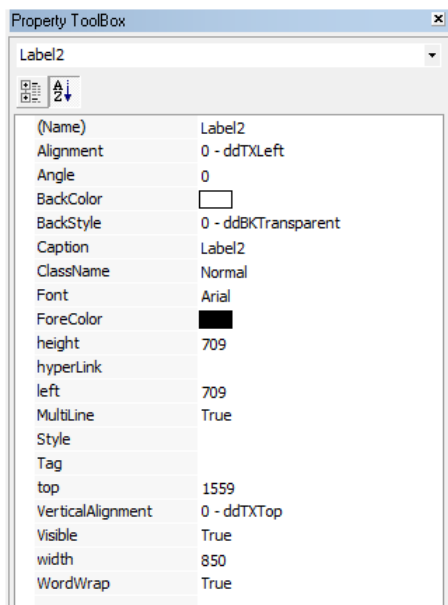 Property ToolBox
Label2
(Name) Label2
Alignment 0 - ddTXLeft
Angle 0
BackColor
BackStyle 0 - ddBKTransparent
Caption Label2
ClassName Normal
Font Arial
ForeColor
height 709
hyperLink
left 709
MultiLine True
Style
Tag
top 1559
VerticalAlignment 0 - ddTXTop
Visible True
width 850
WordWrap True